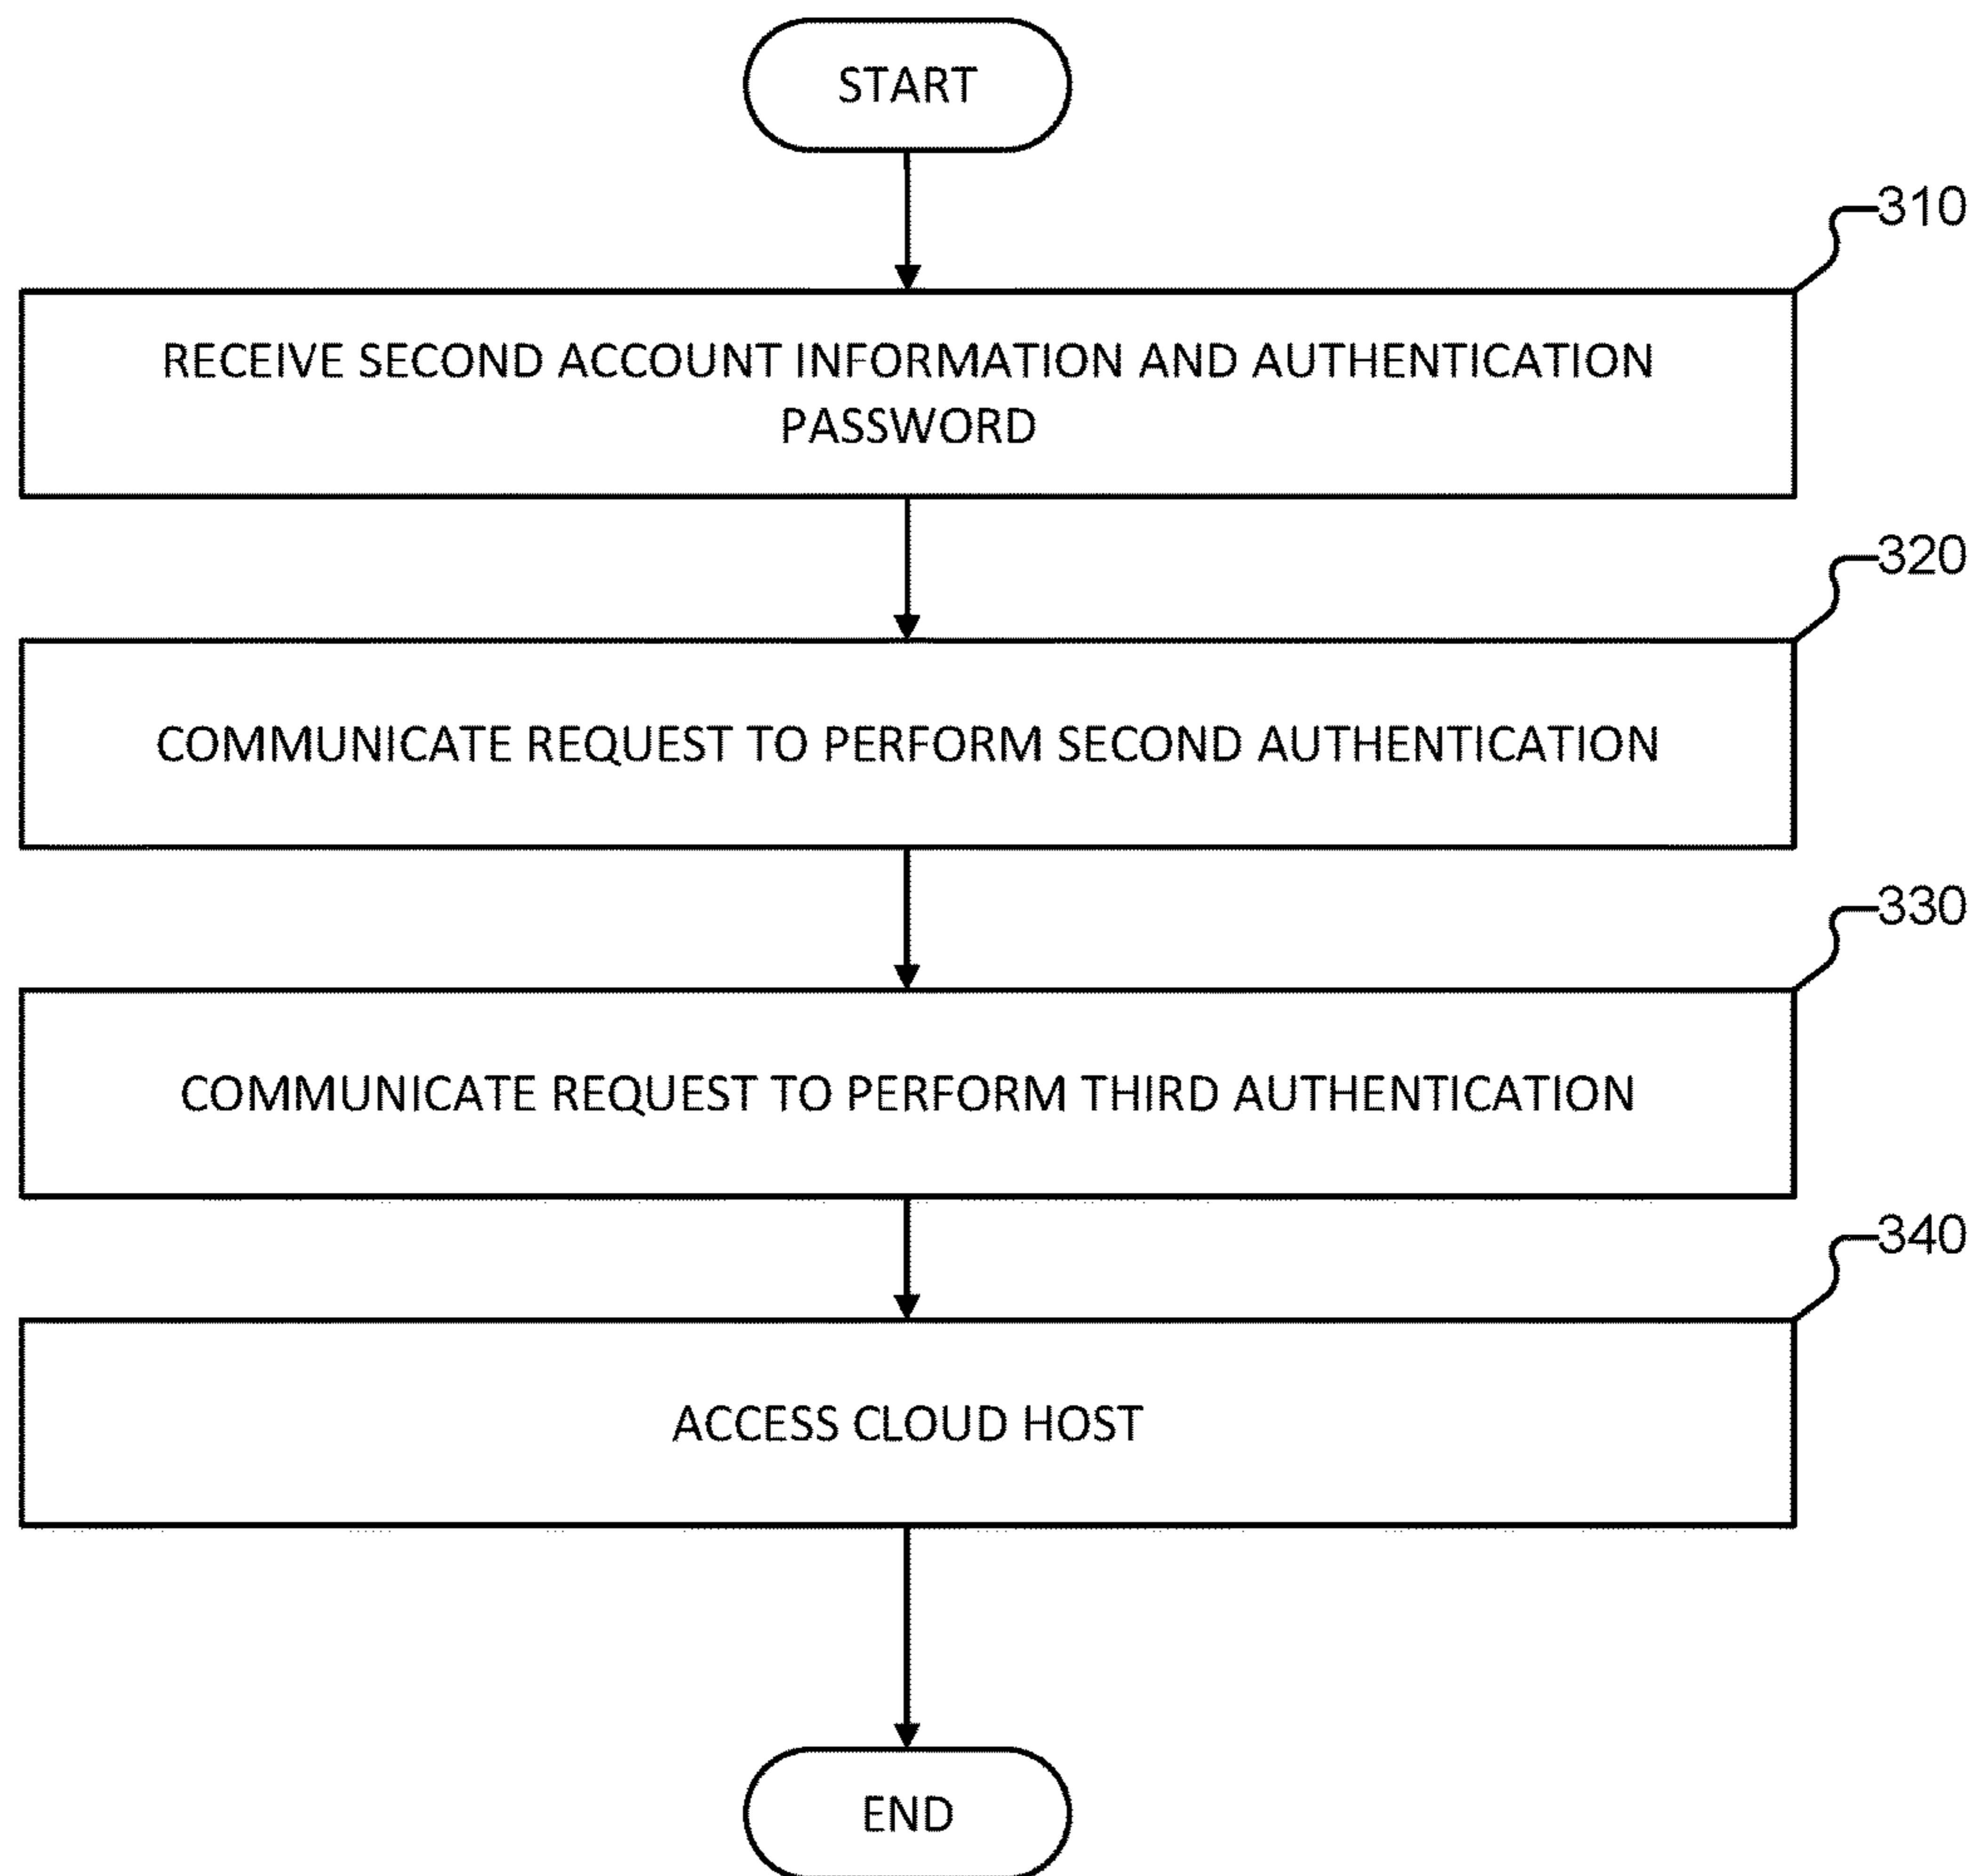 START
310
RECEIVE SECOND ACCOUNT INFORMATION AND AUTHENTICATION
PASSWORD
320
COMMUNICATE REQUEST TO PERFORM SECOND AUTHENTICATION
330
COMMUNICATE REQUEST TO PERFORM THIRD AUTHENTICATION
340
ACCESS CLOUD HOST
END